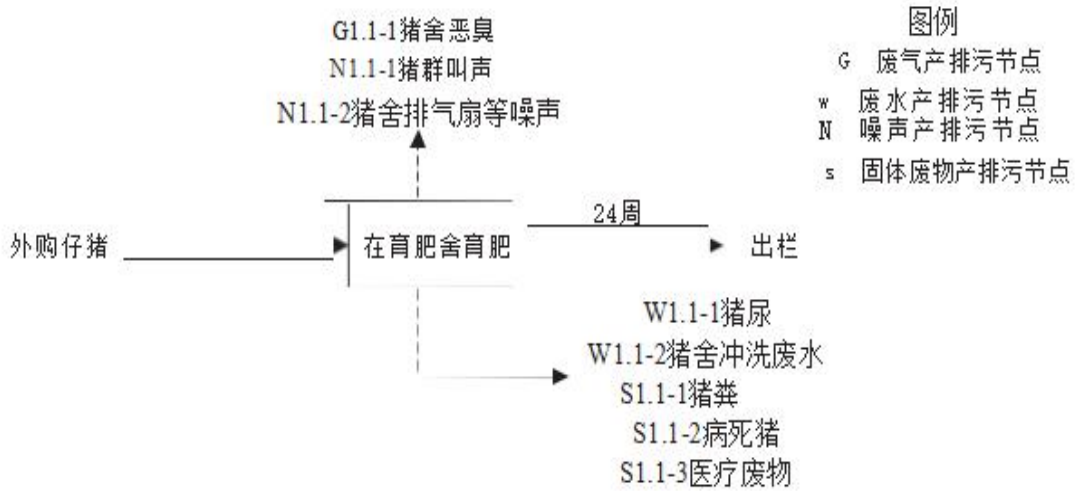 G1.1-1猪舍恶臭
N1.1-1猪群叫声
N1.1-2猪舍排气扇等噪声
图例
G 废气产排污节点
w 废水产排污节点
N 噪声产排污节点
s 固体废物产排污节点
外购仔猪
在育肥舍育肥
24周
出栏
W1.1-1猪尿
W1.1-2猪舍冲洗废水
S1.1-1猪粪
S1.1-2病死猪
S1.1-3医疗废物